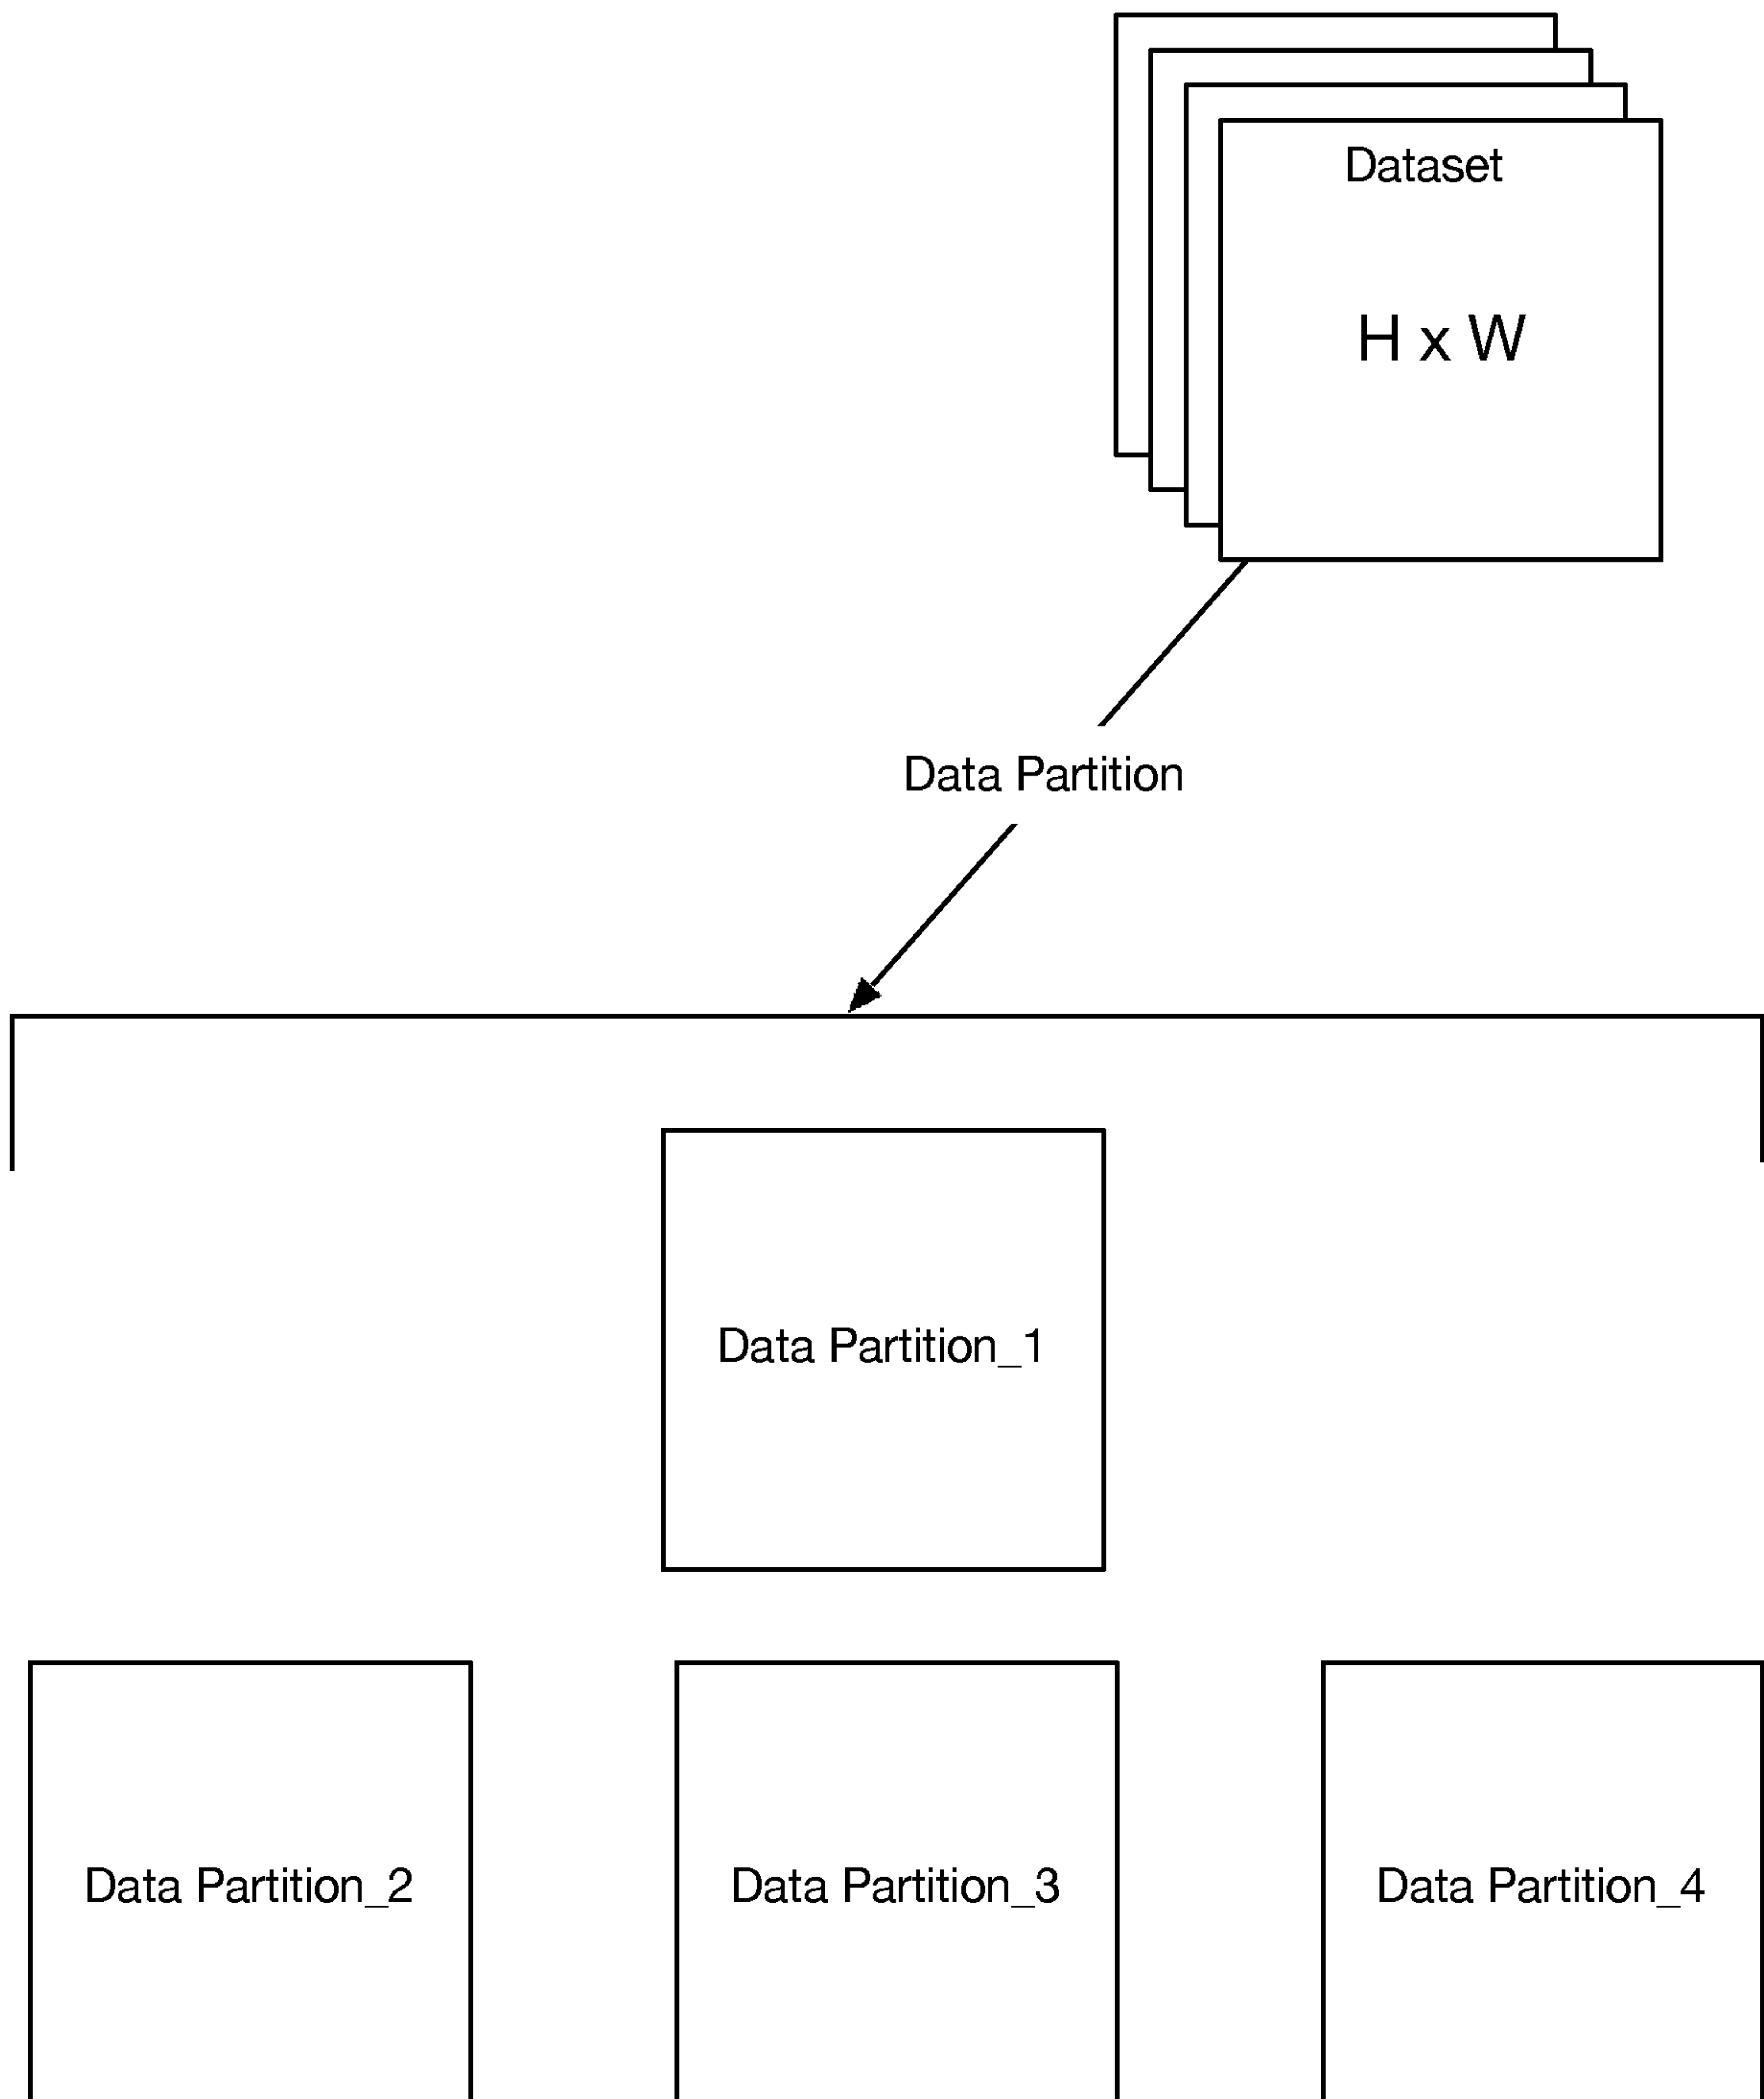 Dataset
H x W
Data Partition
Data Partition_1
Data Partition_2
Data Partition_3
Data Partition_4